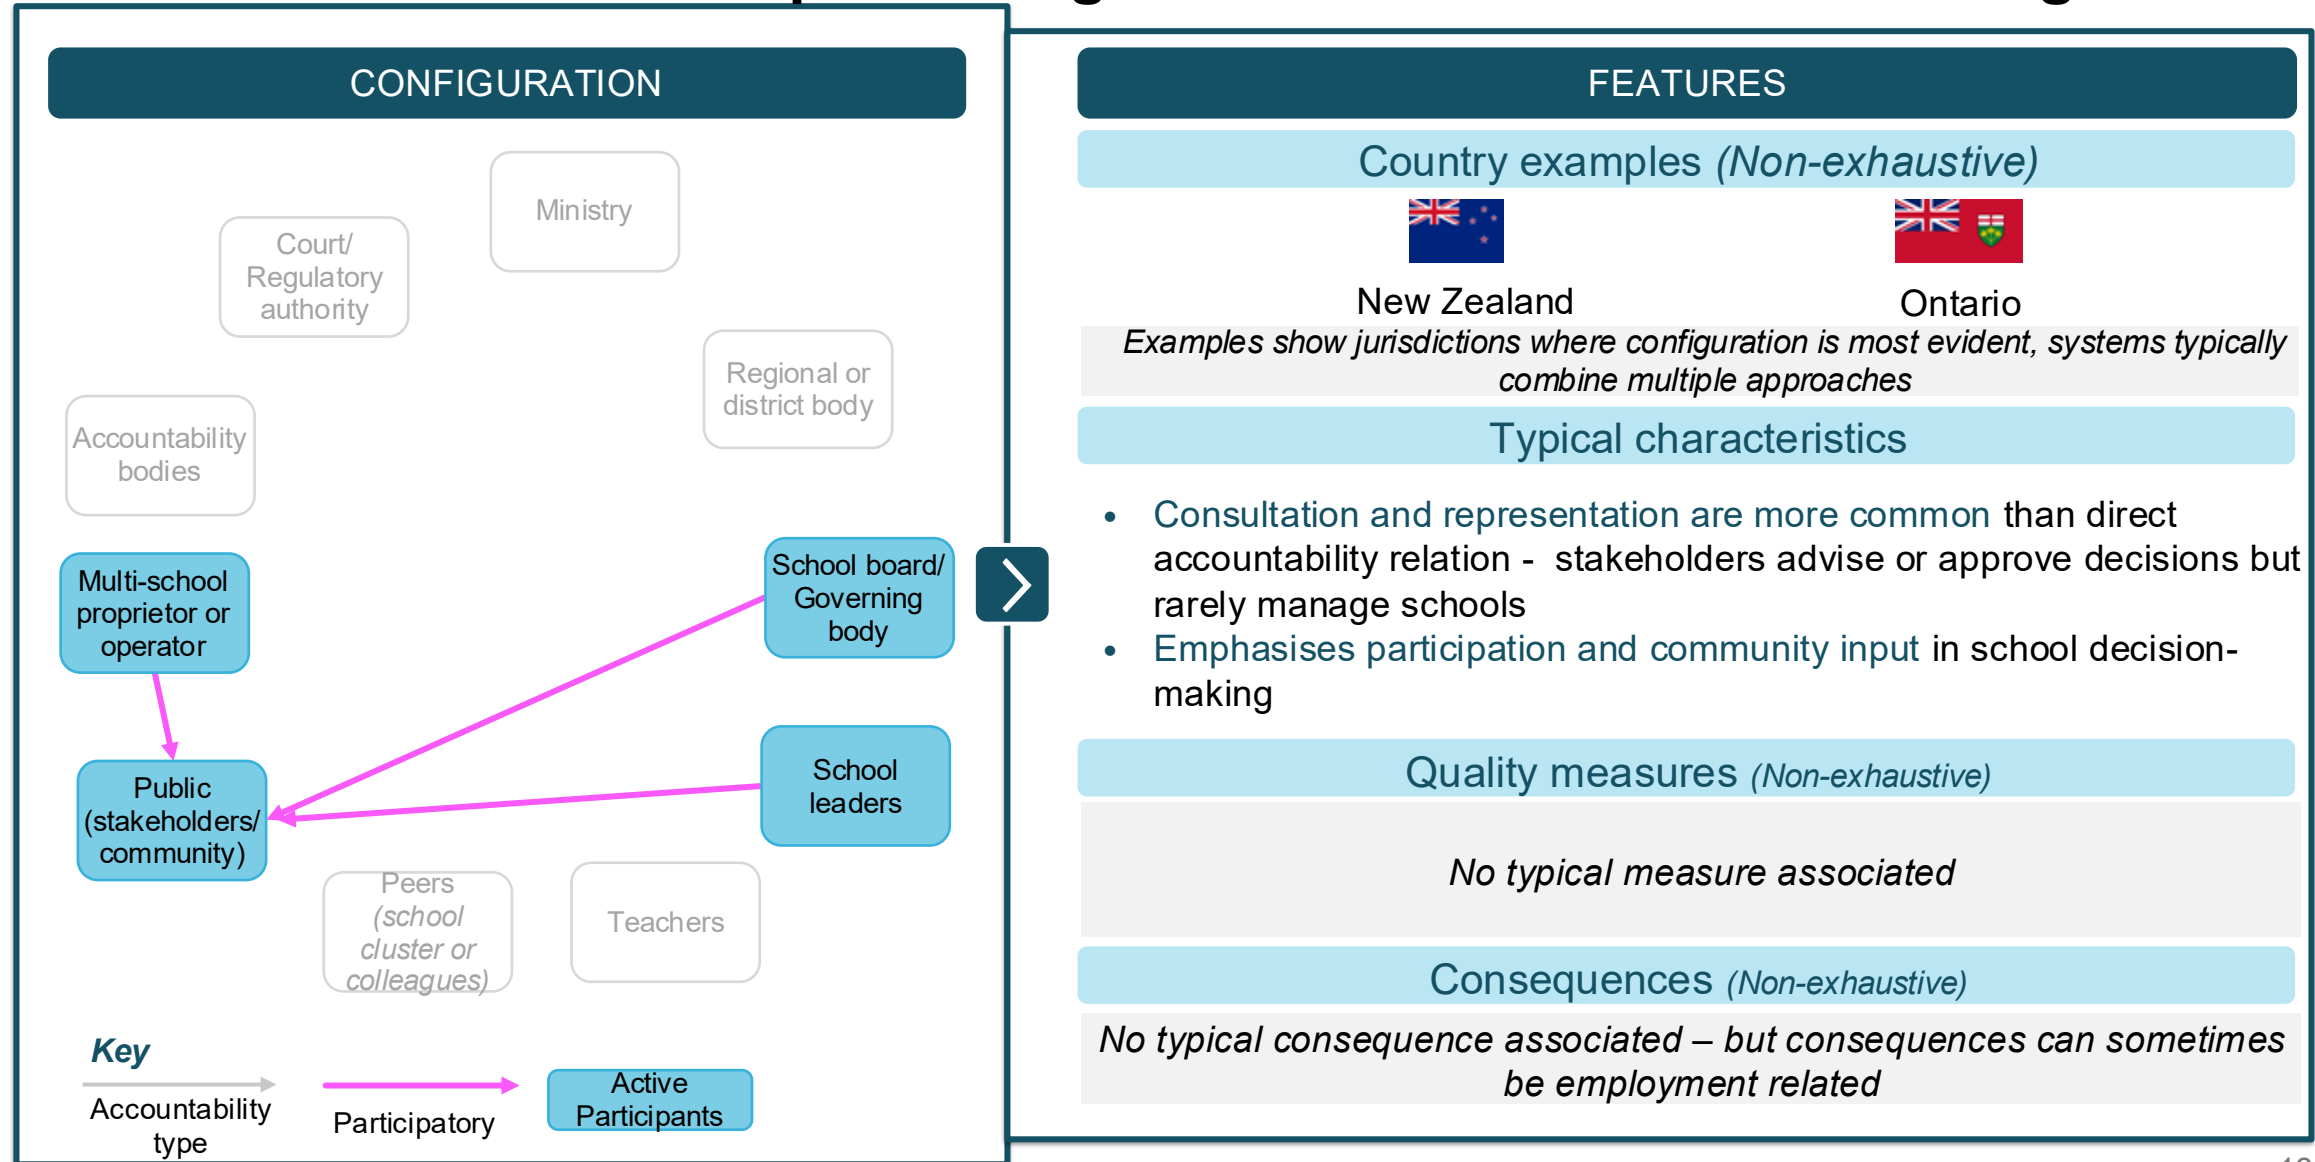 CONFIGURATION
Ministry
Court/
Regulatory
authority
Regional or
district body
Accountability
bodies
Multi-school
proprietor or
operator
School board/
Governing
body
Public
(stakeholders/
community)
School
leaders
Peers
(school
cluster or
colleagues)
Teachers
Key
Accountability
type
Participatory
Active
Participants
FEATURES
Country examples (Non-exhaustive)
New Zealand
Ontario
Examples show jurisdictions where configuration is most evident, systems typically
combine multiple approaches
Typical characteristics
• Consultation and representation are more common than direct
accountability relation - stakeholders advise or approve decisions but
rarely manage schools
• Emphasises participation and community input in school decision-
making
Quality measures (Non-exhaustive)
No typical measure associated
Consequences (Non-exhaustive)
No typical consequence associated – but consequences can sometimes
be employment related